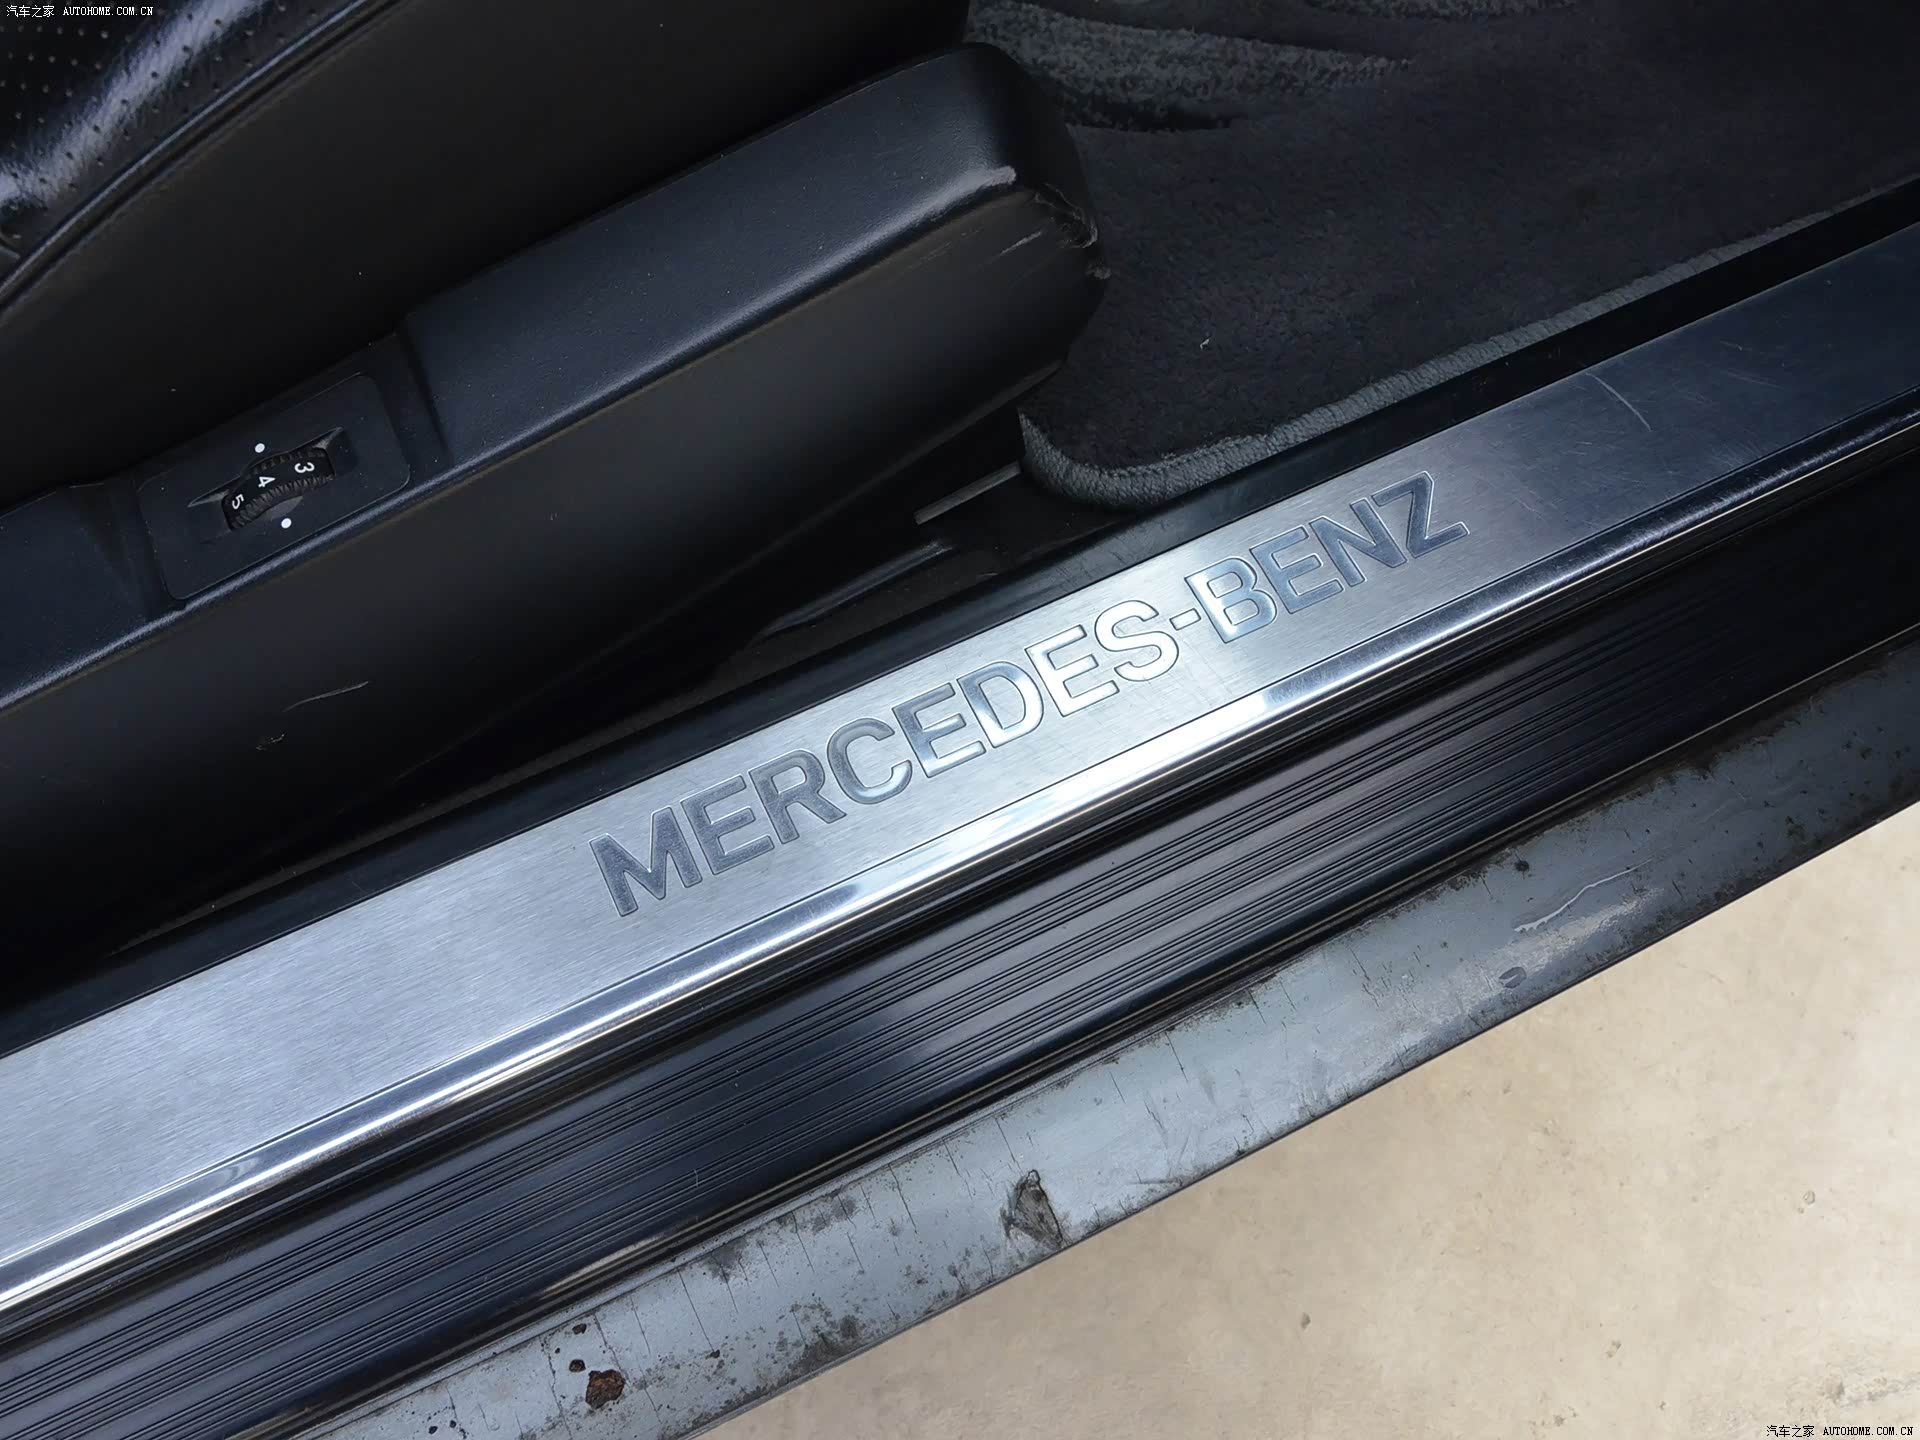 汽车之家 AUTOHOME.COM.CN
3
4
5
MERCEDES-BENZ
汽车之家 AUTOHOME.COM.CN